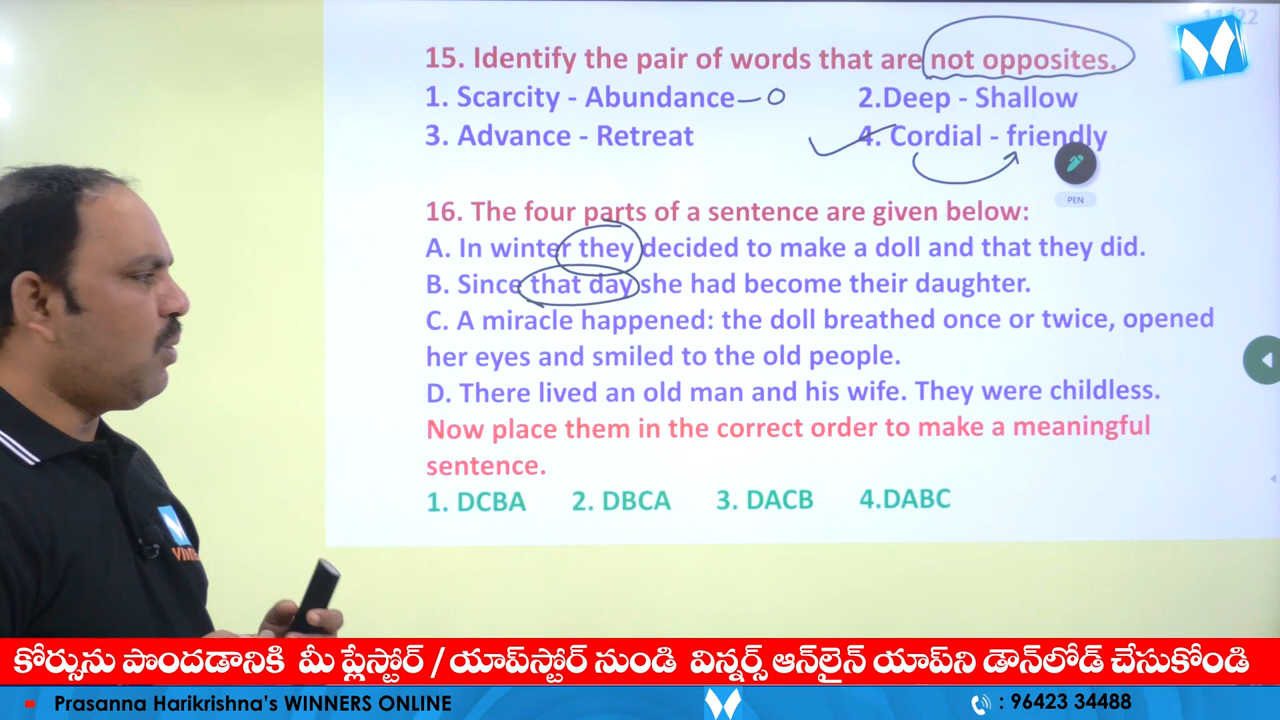 11/22
15. Identify the pair of words that are not opposites.
1. Scarcity - Abundance – O
2.Deep - Shallow
3. Advance - Retreat
4. Cordial - friendly
PEN
16. The four parts of a sentence are given below:
A. In winter they decided to make a doll and that they did.
B. Since that day she had become their daughter.
C. A miracle happened: the doll breathed once or twice, opened
her eyes and smiled to the old people.
D. There lived an old man and his wife. They were childless.
Now place them in the correct order to make a meaningful
sentence.
1. DCBA 2. DBCA 3. DACB 4.DABC
కోర్సును పొందడానికి మీ ప్లేస్టోర్ / యాప్‌స్టోర్ నుండి విన్నర్స్ ఆన్‌లైన్ యాప్‌ని డౌన్‌లోడ్ చేసుకోండి
Prasanna Harikrishna's WINNERS ONLINE
: 96423 34488